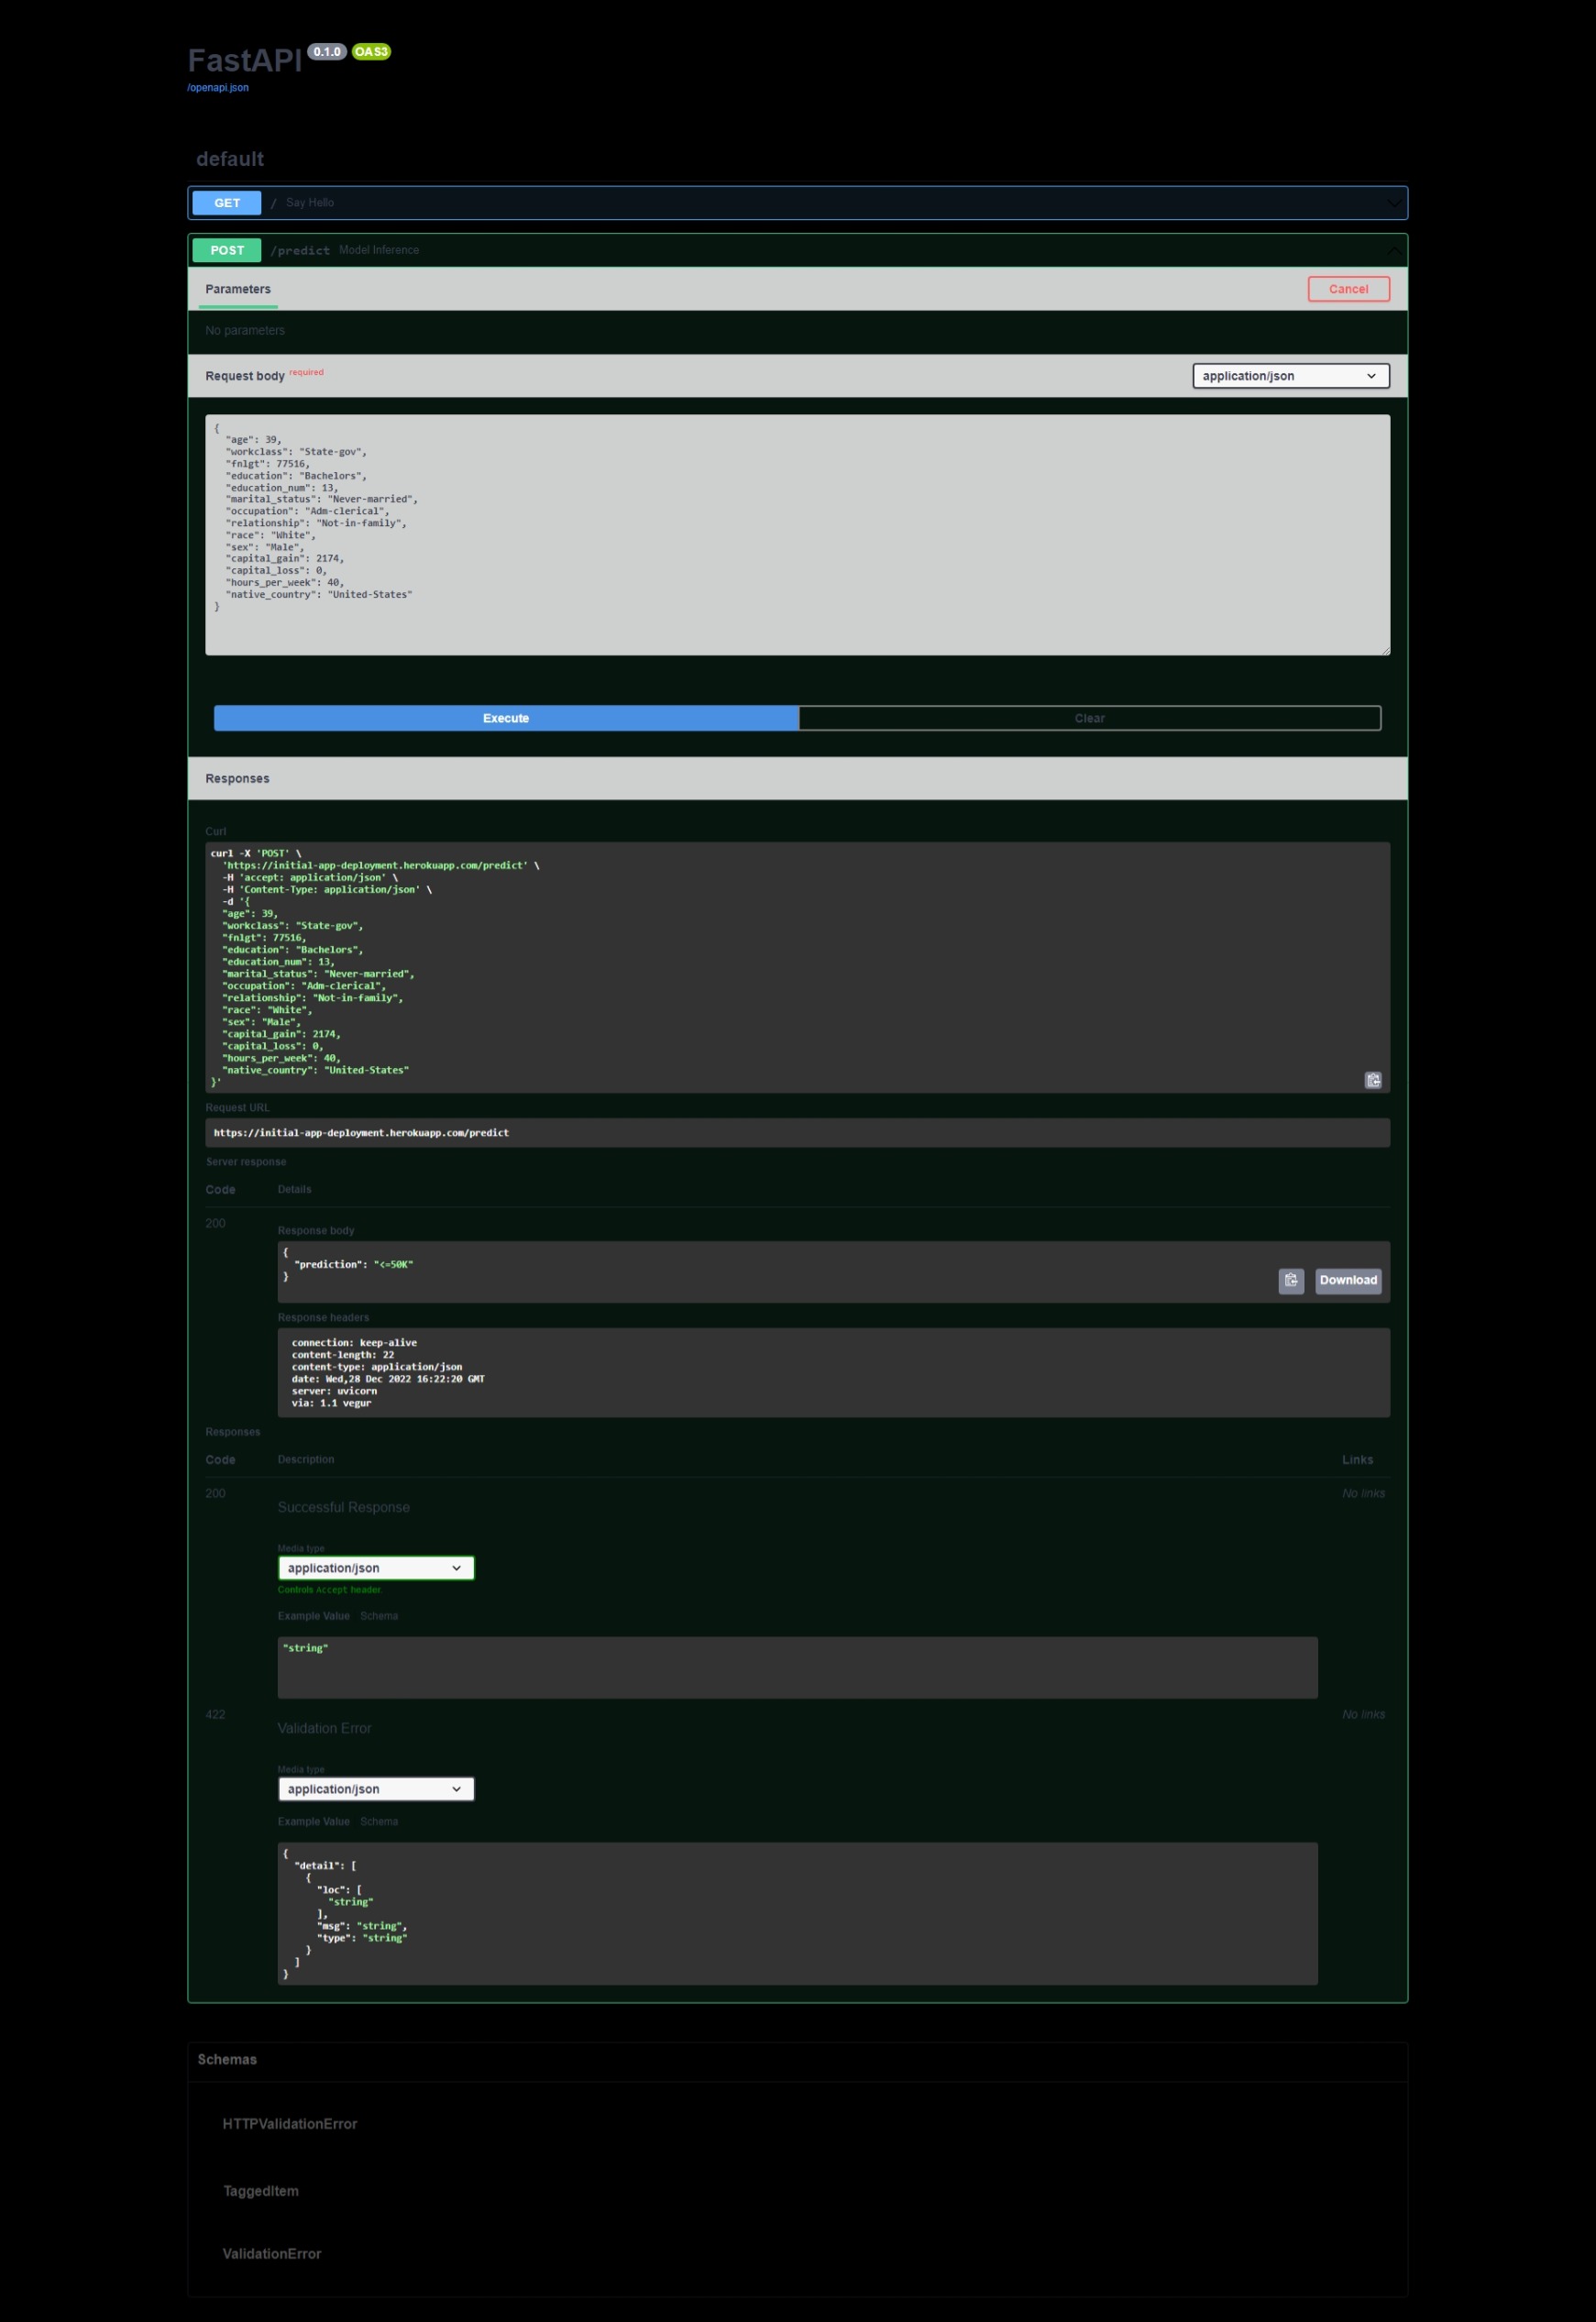 FastAPI 0.1.0 OAS3
/openapi.json
default
GET / Say Hello
POST /predict Model Inference
Parameters Cancel
No parameters
Request body required application/json
{
  "age": 39,
  "workclass": "State-gov",
  "fnlgt": 77516,
  "education": "Bachelors",
  "education_num": 13,
  "marital_status": "Never-married",
  "occupation": "Adm-clerical",
  "relationship": "Not-in-family",
  "race": "White",
  "sex": "Male",
  "capital_gain": 2174,
  "capital_loss": 0,
  "hours_per_week": 40,
  "native_country": "United-States"
}
Execute Clear
Responses
Curl
curl -X 'POST' \
  'https://initial-app-deployment.herokuapp.com/predict' \
  -H 'accept: application/json' \
  -H 'Content-Type: application/json' \
  -d '{
  "age": 39,
  "workclass": "State-gov",
  "fnlgt": 77516,
  "education": "Bachelors",
  "education_num": 13,
  "marital_status": "Never-married",
  "occupation": "Adm-clerical",
  "relationship": "Not-in-family",
  "race": "White",
  "sex": "Male",
  "capital_gain": 2174,
  "capital_loss": 0,
  "hours_per_week": 40,
  "native_country": "United-States"
}'
Request URL
https://initial-app-deployment.herokuapp.com/predict
Server response
Code Details
200
Response body
{
  "prediction": "<=50K"
}
Download
Response headers
connection: keep-alive
content-length: 22
content-type: application/json
date: Wed,28 Dec 2022 16:22:20 GMT
server: uvicorn
via: 1.1 vegur
Responses
Code Description Links
200 No links
Successful Response
Media type
application/json
Controls Accept header.
Example Value Schema
"string"
422 No links
Validation Error
Media type
application/json
Example Value Schema
{
  "detail": [
    {
      "loc": [
        "string"
      ],
      "msg": "string",
      "type": "string"
    }
  ]
}
Schemas
HTTPValidationError
TaggedItem
ValidationError